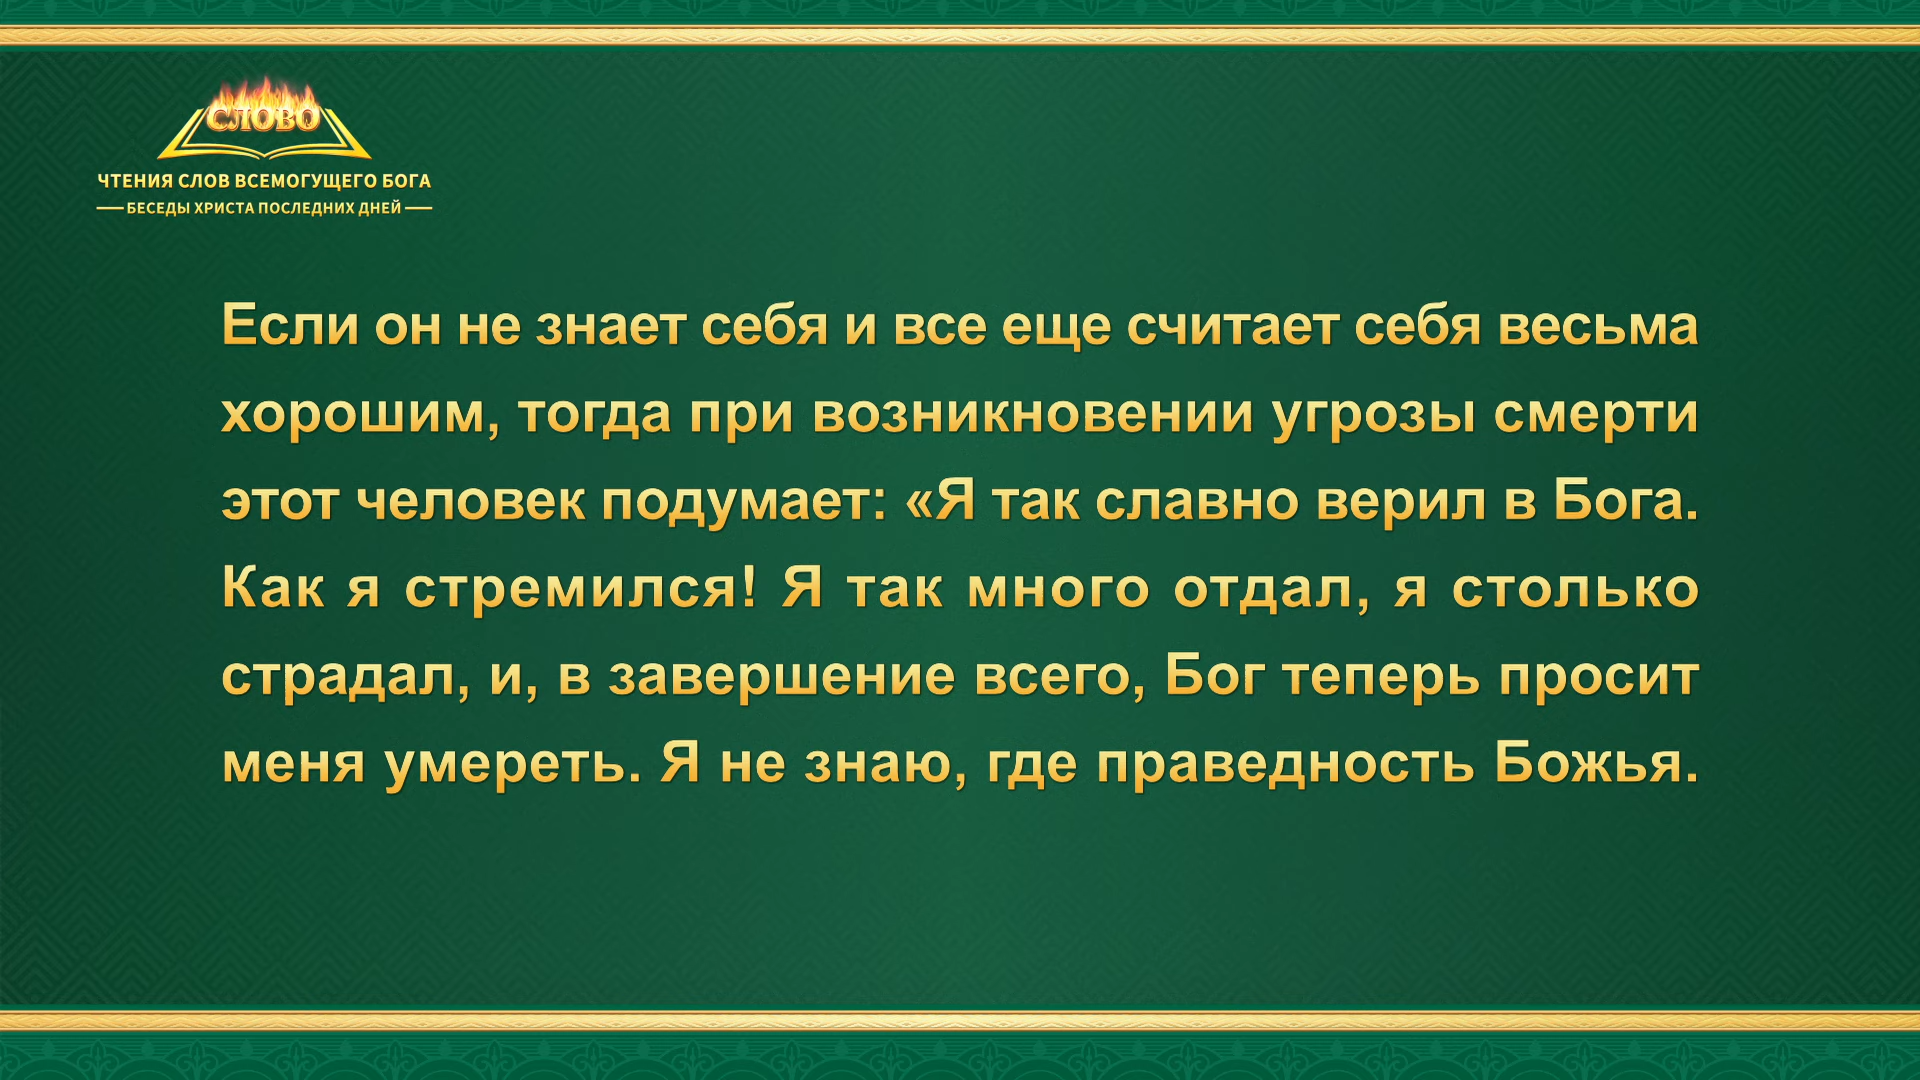 СЛОВО
ЧТЕНИЯ СЛОВ ВСЕМОГУЩЕГО БОГА
БЕСЕДЫ ХРИСТА ПОСЛЕДНИХ ДНЕЙ
Если он не знает себя и все еще считает себя весьма
хорошим, тогда при возникновении угрозы смерти
этот человек подумает: «Я так славно верил в Бога.
Как я стремился! Я так много отдал, я столько
страдал, и, в завершение всего, Бог теперь просит
меня умереть. Я не знаю, где праведность Божья.